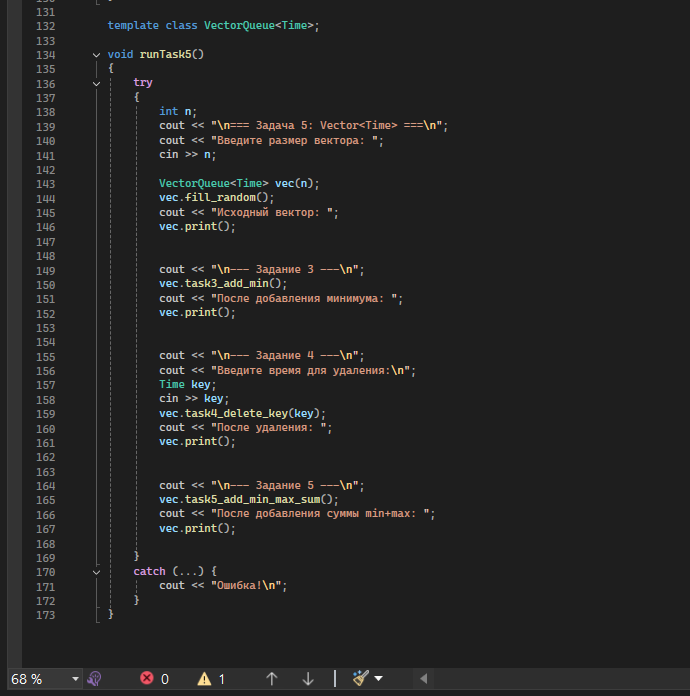 131
132 template class VectorQueue<Time>;
133
134 void runTask5()
135 {
136 try
137 {
138 int n;
139 cout << "\n=== Задача 5: Vector<Time> ===\n";
140 cout << "Введите размер вектора: ";
141 cin >> n;
142
143 VectorQueue<Time> vec(n);
144 vec.fill_random();
145 cout << "Исходный вектор: ";
146 vec.print();
147
148
149 cout << "\n--- Задание 3 ---\n";
150 vec.task3_add_min();
151 cout << "После добавления минимума: ";
152 vec.print();
153
154
155 cout << "\n--- Задание 4 ---\n";
156 cout << "Введите время для удаления:\n";
157 Time key;
158 cin >> key;
159 vec.task4_delete_key(key);
160 cout << "После удаления: ";
161 vec.print();
162
163
164 cout << "\n--- Задание 5 ---\n";
165 vec.task5_add_min_max_sum();
166 cout << "После добавления суммы min+max: ";
167 vec.print();
168
169 }
170 catch (...) {
171 cout << "Ошибка!\n";
172 }
173 }
68 % 0 1